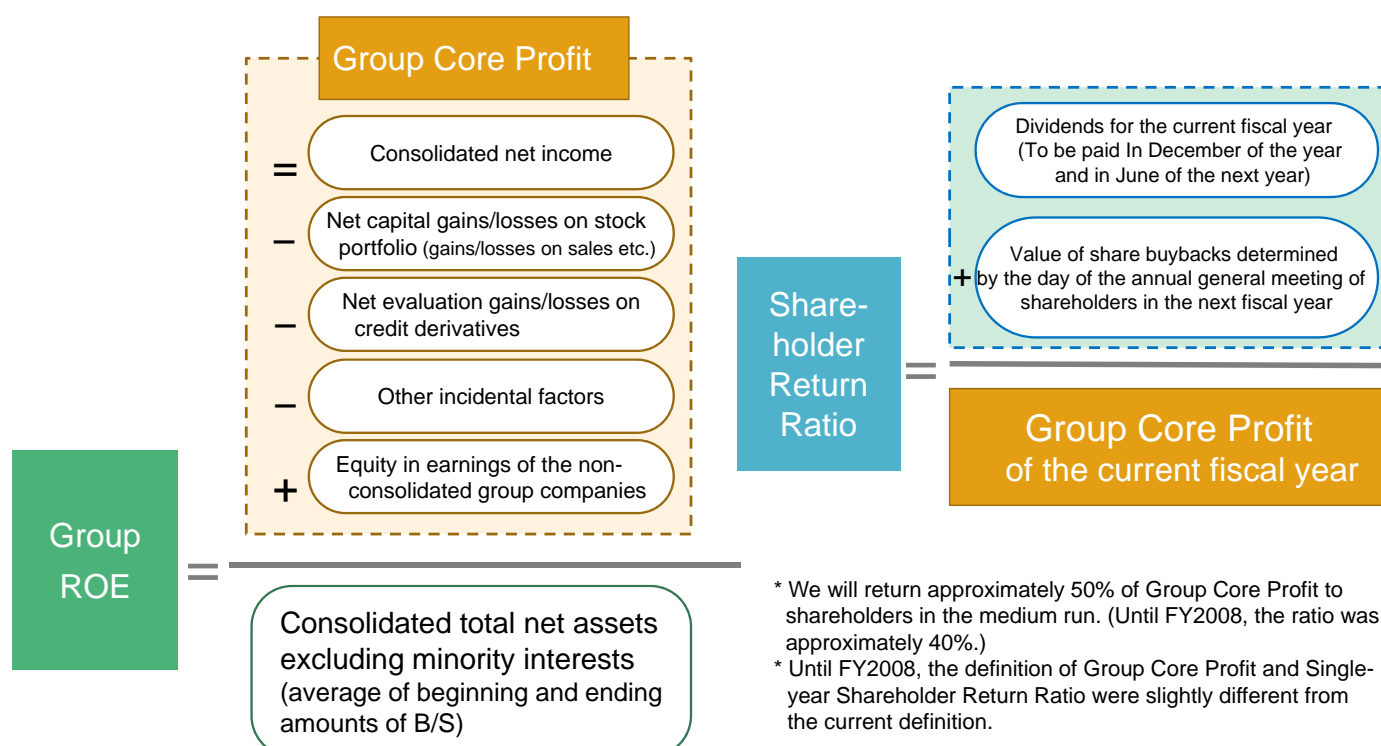 Group Core Profit
=
Consolidated net income
−
Net capital gains/losses on stock
portfolio (gains/losses on sales etc.)
−
Net evaluation gains/losses on
credit derivatives
−
Other incidental factors
+
Equity in earnings of the non-
consolidated group companies
Group
ROE
=
Consolidated total net assets
excluding minority interests
(average of beginning and ending
amounts of B/S)
Share-
holder
Return
Ratio
=
Dividends for the current fiscal year
(To be paid In December of the year
and in June of the next year)
+
Value of share buybacks determined
by the day of the annual general meeting of
shareholders in the next fiscal year
Group Core Profit
of the current fiscal year
* We will return approximately 50% of Group Core Profit to
shareholders in the medium run. (Until FY2008, the ratio was
approximately 40%.)
* Until FY2008, the definition of Group Core Profit and Single-
year Shareholder Return Ratio were slightly different from
the current definition.